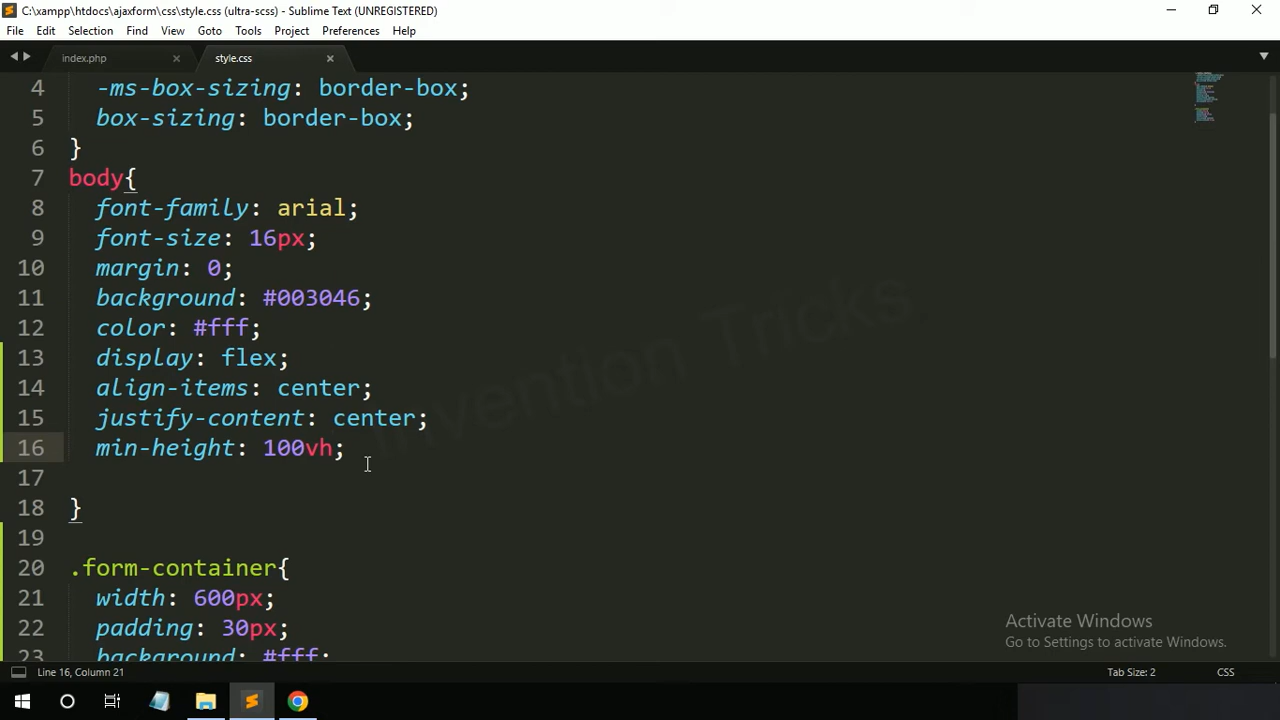 C:\xampp\htdocs\ajaxform\css\style.css (ultra-scss) - Sublime Text (UNREGISTERED)
File Edit Selection Find View Goto Tools Project Preferences Help
index.php style.css
4 -ms-box-sizing: border-box;
5 box-sizing: border-box;
6 }
7 body{
8 font-family: arial;
9 font-size: 16px;
10 margin: 0;
11 background: #003046;
12 color: #fff;
13 display: flex;
14 align-items: center;
15 justify-content: center;
16 min-height: 100vh;
17
18 }
19
20 .form-container{
21 width: 600px;
22 padding: 30px;
23 background: #fff;
Invention Tricks
Activate Windows
Go to Settings to activate Windows.
Line 16, Column 21
Tab Size: 2
CSS